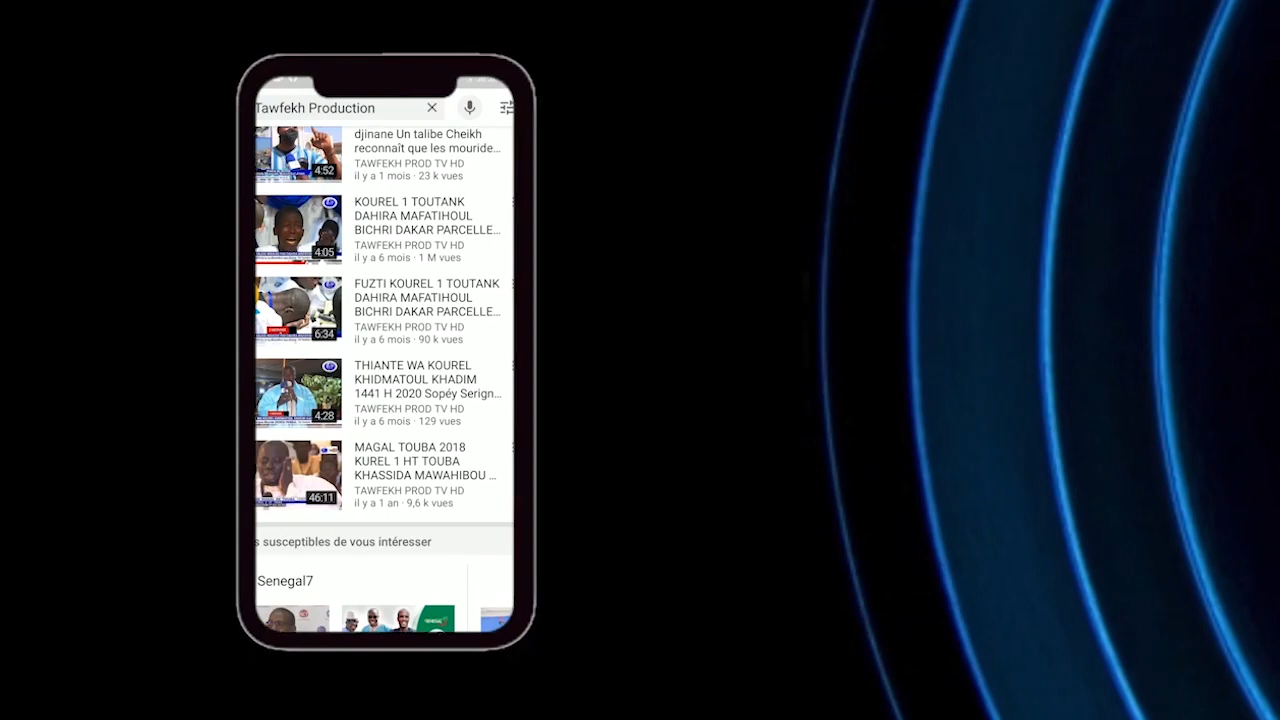 Tawfekh Production
djinane Un talibe Cheikh
reconnaît que les mouride...
TAWFEKH PROD TV HD
il y a 1 mois · 23 k vues
4:52
KOUREL 1 TOUTANK
DAHIRA MAFATIHOUL
BICHRI DAKAR PARCELLE...
TAWFEKH PROD TV HD
il y a 6 mois · 1 M vues
4:05
FUZTI KOUREL 1 TOUTANK
DAHIRA MAFATIHOUL
BICHRI DAKAR PARCELLE...
TAWFEKH PROD TV HD
il y a 6 mois · 90 k vues
6:34
THIANTE WA KOUREL
KHIDMATOUL KHADIM
1441 H 2020 Sopéy Serign...
TAWFEKH PROD TV HD
il y a 6 mois · 139 k vues
4:28
MAGAL TOUBA 2018
KUREL 1 HT TOUBA
KHASSIDA MAWAHIBOU ...
TAWFEKH PROD TV HD
il y a 1 an · 9,6 k vues
46:11
s susceptibles de vous intéresser
Senegal7